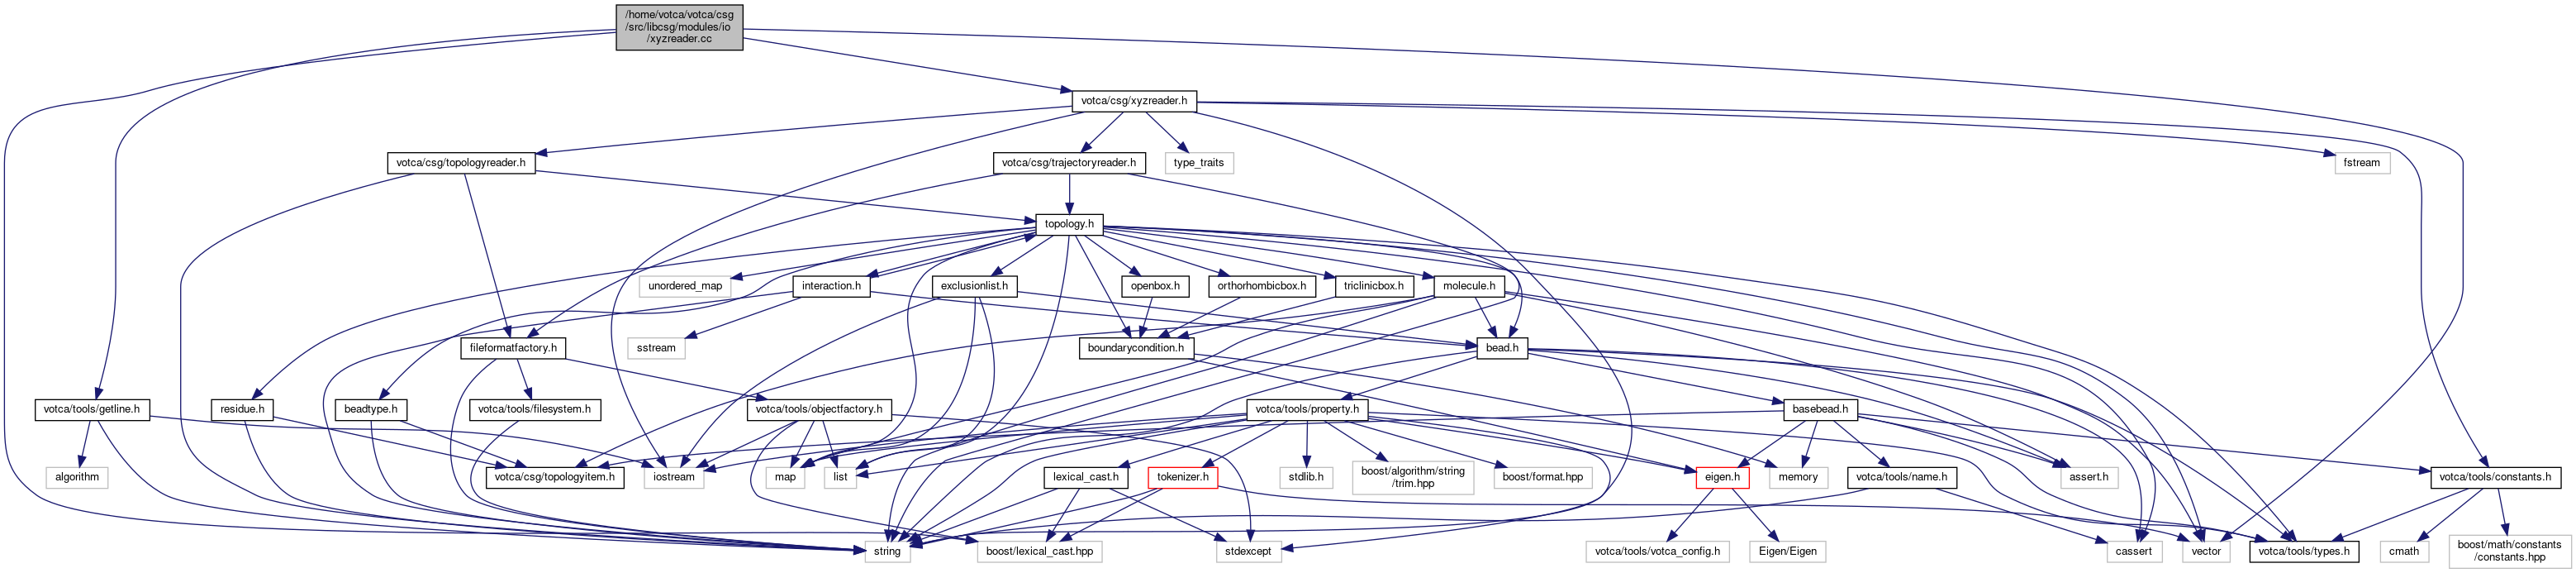 /home/votca/votca/csg
/src/libcsg/modules/io
/xyzreader.cc
votca/csg/xyzreader.h
votca/csg/topologyreader.h
votca/csg/trajectoryreader.h
type_traits
fstream
topology.h
unordered_map
interaction.h
exclusionlist.h
openbox.h
orthorhombicbox.h
triclinicbox.h
molecule.h
fileformatfactory.h
sstream
boundarycondition.h
bead.h
votca/tools/getline.h
residue.h
beadtype.h
votca/tools/filesystem.h
votca/tools/objectfactory.h
votca/tools/property.h
basebead.h
algorithm
votca/csg/topologyitem.h
iostream
map
list
lexical_cast.h
tokenizer.h
stdlib.h
boost/algorithm/string
/trim.hpp
boost/format.hpp
eigen.h
memory
votca/tools/name.h
assert.h
votca/tools/constants.h
string
boost/lexical_cast.hpp
stdexcept
votca/tools/votca_config.h
Eigen/Eigen
cassert
vector
votca/tools/types.h
cmath
boost/math/constants
/constants.hpp